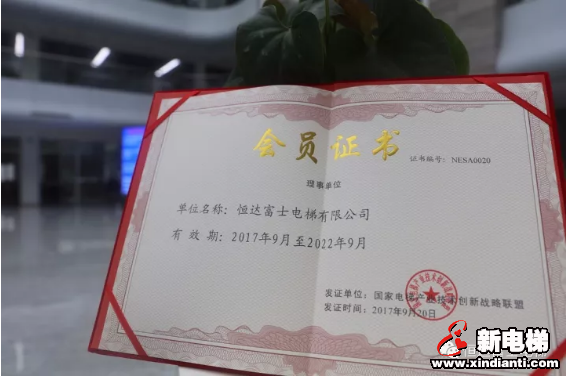 会员证书
证书编号：NESA0020
理事单位
单位名称：恒达富士电梯有限公司
有 效 期：2017年9月至2022年9月
发证单位：国家电梯产业技术创新战略联盟
发证时间：2017年9月20日
新电梯
www.xindianti.com